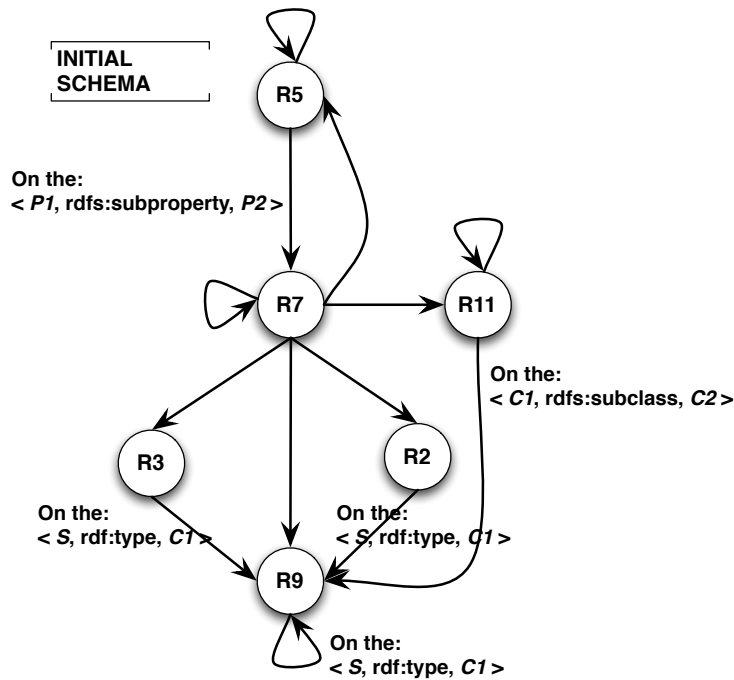 INITIAL
SCHEMA
R5
On the:
< P1, rdfs:subproperty, P2 >
R7
R11
On the:
< C1, rdfs:subclass, C2 >
R3
R2
On the:
< S, rdf:type, C1 >
On the:
< S, rdf:type, C1 >
R9
On the:
< S, rdf:type, C1 >